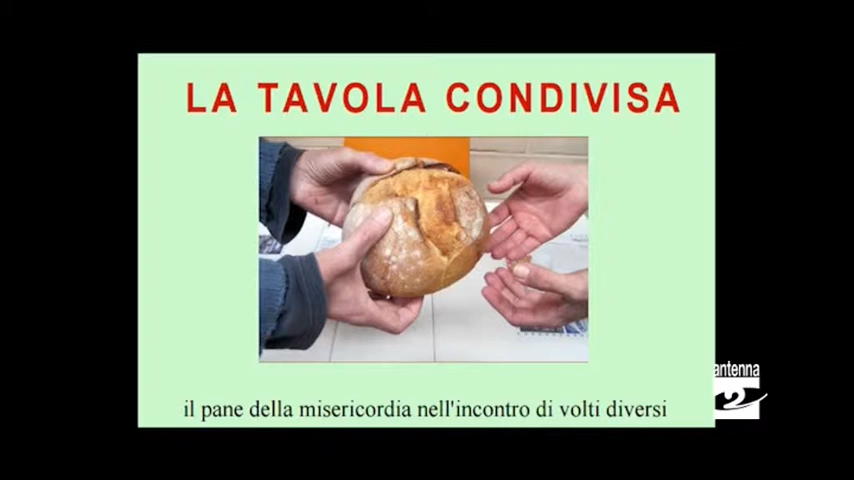 LA TAVOLA CONDIVISA
il pane della misericordia nell'incontro di volti diversi
antenna
2